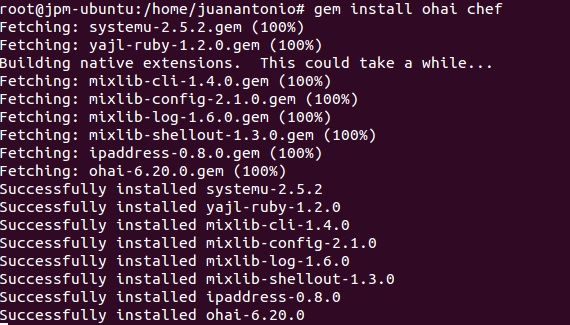 root@jpm-ubuntu:/home/juanantonio# gem install ohai chef
Fetching: systemu-2.5.2.gem (100%)
Fetching: yajl-ruby-1.2.0.gem (100%)
Building native extensions.  This could take a while...
Fetching: mixlib-cli-1.4.0.gem (100%)
Fetching: mixlib-config-2.1.0.gem (100%)
Fetching: mixlib-log-1.6.0.gem (100%)
Fetching: mixlib-shellout-1.3.0.gem (100%)
Fetching: ipaddress-0.8.0.gem (100%)
Fetching: ohai-6.20.0.gem (100%)
Successfully installed systemu-2.5.2
Successfully installed yajl-ruby-1.2.0
Successfully installed mixlib-cli-1.4.0
Successfully installed mixlib-config-2.1.0
Successfully installed mixlib-log-1.6.0
Successfully installed mixlib-shellout-1.3.0
Successfully installed ipaddress-0.8.0
Successfully installed ohai-6.20.0